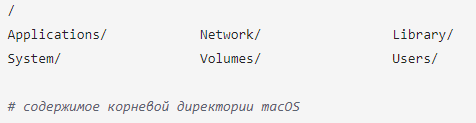 /
Applications/ Network/ Library/
System/ Volumes/ Users/
# содержимое корневой директории macOS